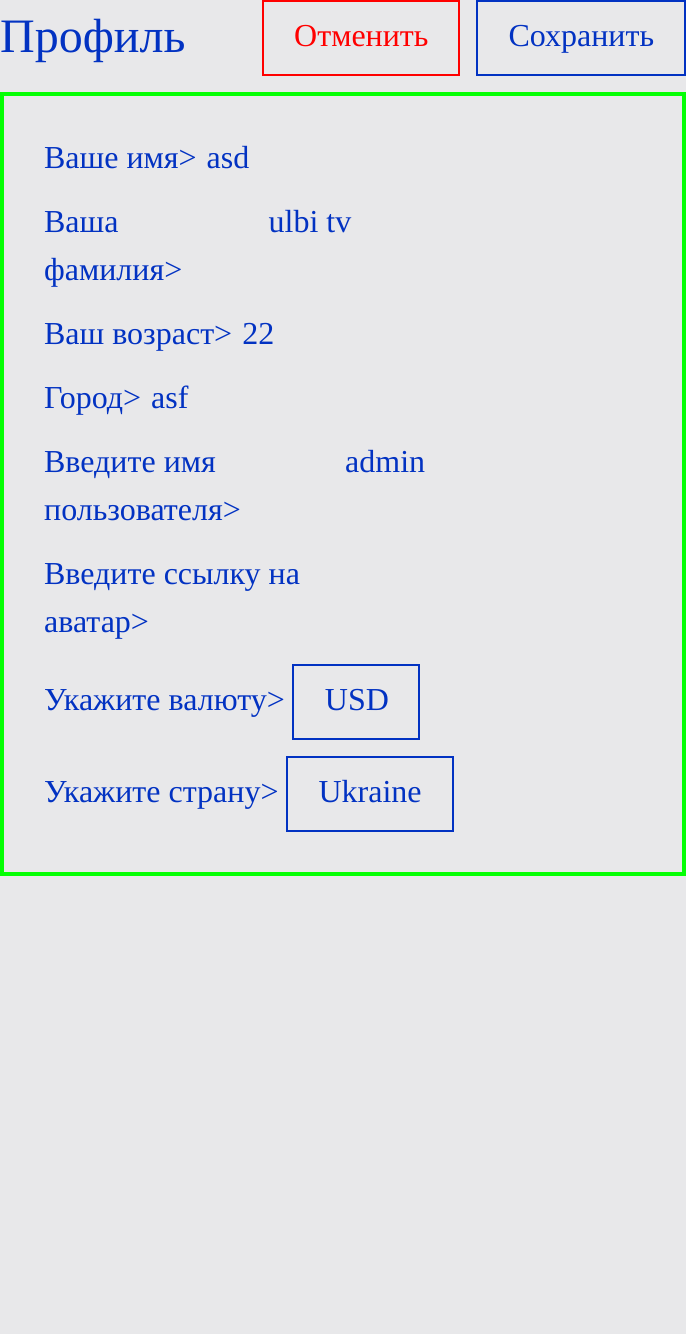 Профиль Отменить Сохранить
Ваше имя> asd
Ваша ulbi tv
фамилия>
Ваш возраст> 22
Город> asf
Введите имя admin
пользователя>
Введите ссылку на
аватар>
Укажите валюту> USD
Укажите страну> Ukraine